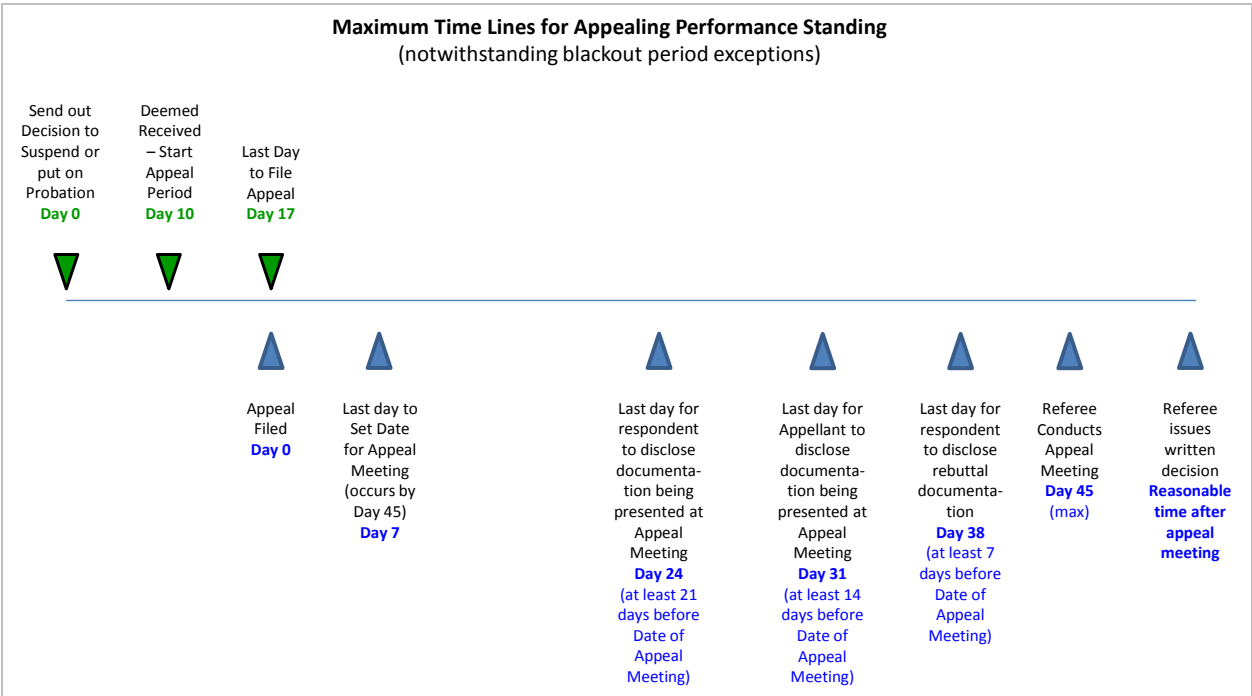 Maximum Time Lines for Appealing Performance Standing
(notwithstanding blackout period exceptions)
Send out
Decision to
Suspend or
put on
Probation
Day 0
Deemed
Received
– Start
Appeal
Period
Day 10
Last Day
to File
Appeal
Day 17
Appeal
Filed
Day 0
Last day to
Set Date
for Appeal
Meeting
(occurs by
Day 45)
Day 7
Last day for
respondent
to disclose
documenta-
tion being
presented at
Appeal
Meeting
Day 24
(at least 21
days before
Date of
Appeal
Meeting)
Last day for
Appellant to
disclose
documenta-
tion being
presented at
Appeal
Meeting
Day 31
(at least 14
days before
Date of
Appeal
Meeting)
Last day for
respondent
to disclose
rebuttal
documenta-
tion
Day 38
(at least 7
days before
Date of
Appeal
Meeting)
Referee
Conducts
Appeal
Meeting
Day 45
(max)
Referee
issues
written
decision
Reasonable
time after
appeal
meeting